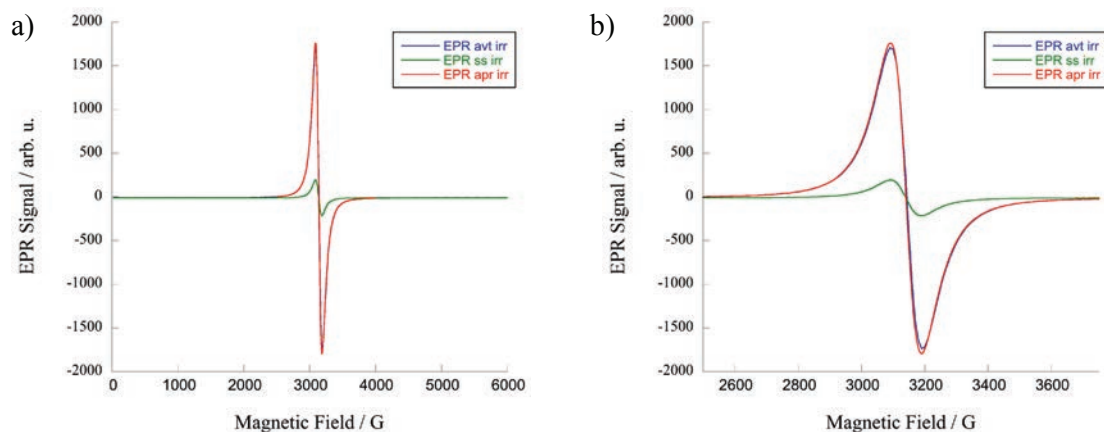 a)
EPR Signal / arb. u.
2000
1500
1000
500
0
-500
-1000
-1500
-2000
EPR avt irr
EPR ss irr
EPR apr irr
0 1000 2000 3000 4000 5000 6000
Magnetic Field / G
b)
EPR Signal / arb. u.
2000
1500
1000
500
0
-500
-1000
-1500
-2000
EPR avt irr
EPR ss irr
EPR apr irr
2600 2800 3000 3200 3400 3600
Magnetic Field / G